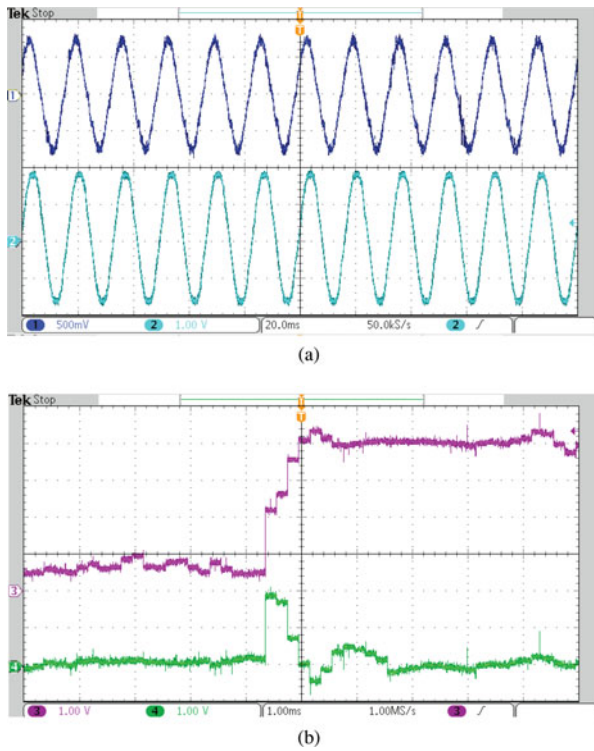 Tek Stop
T
T
1
2
1 500mV 2 1.00 V 20.0ms 50.0kS/s 2
(a)
Tek Stop
T
T
3
4
3 1.00 V 4 1.00 V 1.00ms 1.00MS/s 3
(b)